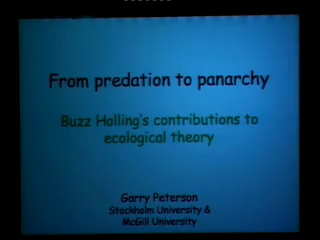 From predation to panarchy
Buzz Holling's contributions to
ecological theory
Garry Peterson
Stockholm University &
McGill University